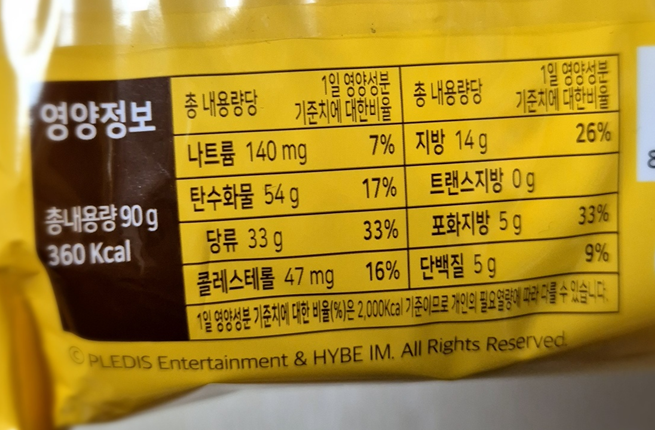 영양정보
총내용량 90 g
360 Kcal
총 내용량당 1일 영양성분 기준치에 대한비율
나트륨 140 mg 7%
탄수화물 54 g 17%
당류 33 g 33%
콜레스테롤 47 mg 16%
총 내용량당 1일 영양성분 기준치에 대한비율
지방 14 g 26%
트랜스지방 0 g
포화지방 5 g 33%
단백질 5 g 9%
1일 영양성분 기준치에 대한 비율(%)은 2,000Kcal 기준이므로 개인의 필요열량에 따라 다를 수 있습니다.
© PLEDIS Entertainment & HYBE IM. All Rights Reserved.